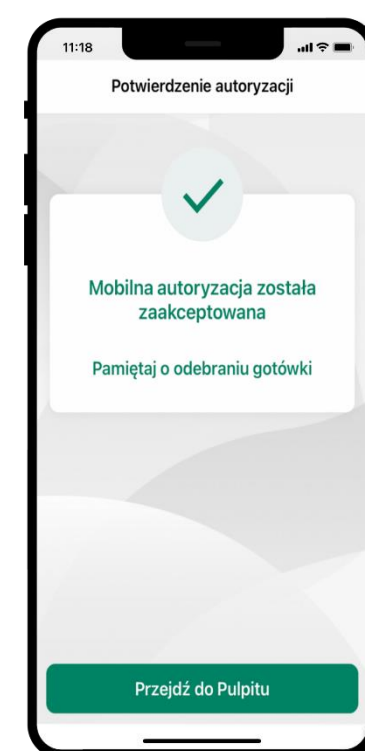 11:18
Potwierdzenie autoryzacji
Mobilna autoryzacja została
zaakceptowana
Pamiętaj o odebraniu gotówki
Przejdź do Pulpitu